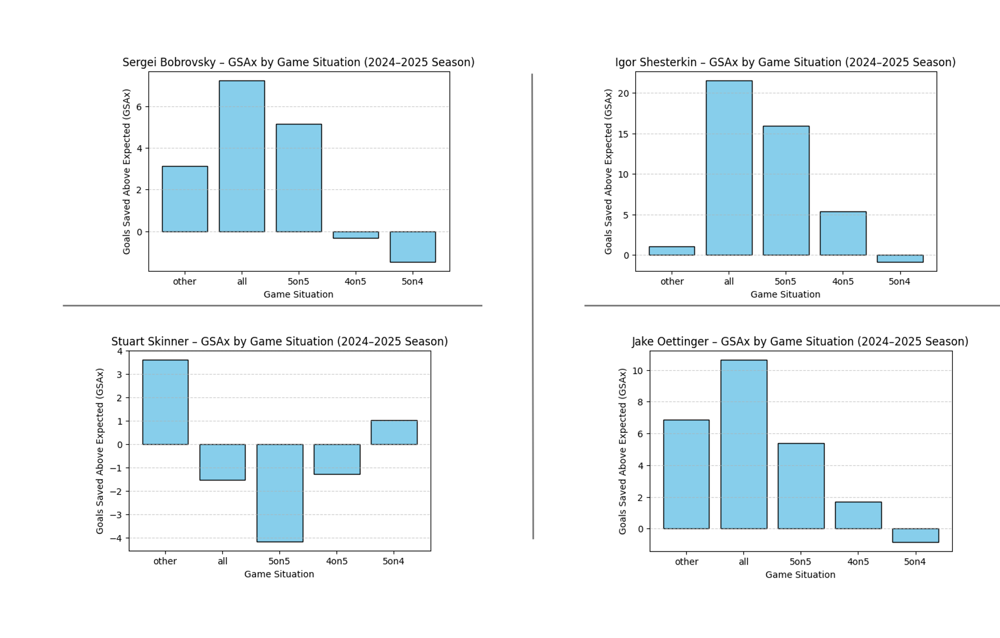 Sergei Bobrovsky – GSAx by Game Situation (2024–2025 Season)
Goals Saved Above Expected (GSAx)
6
4
2
0
other all 5on5 4on5 5on4
Game Situation
Igor Shesterkin – GSAx by Game Situation (2024–2025 Season)
Goals Saved Above Expected (GSAx)
20
15
10
5
0
other all 5on5 4on5 5on4
Game Situation
Stuart Skinner – GSAx by Game Situation (2024–2025 Season)
Goals Saved Above Expected (GSAx)
4
3
2
1
0
−1
−2
−3
−4
other all 5on5 4on5 5on4
Game Situation
Jake Oettinger – GSAx by Game Situation (2024–2025 Season)
Goals Saved Above Expected (GSAx)
10
8
6
4
2
0
other all 5on5 4on5 5on4
Game Situation